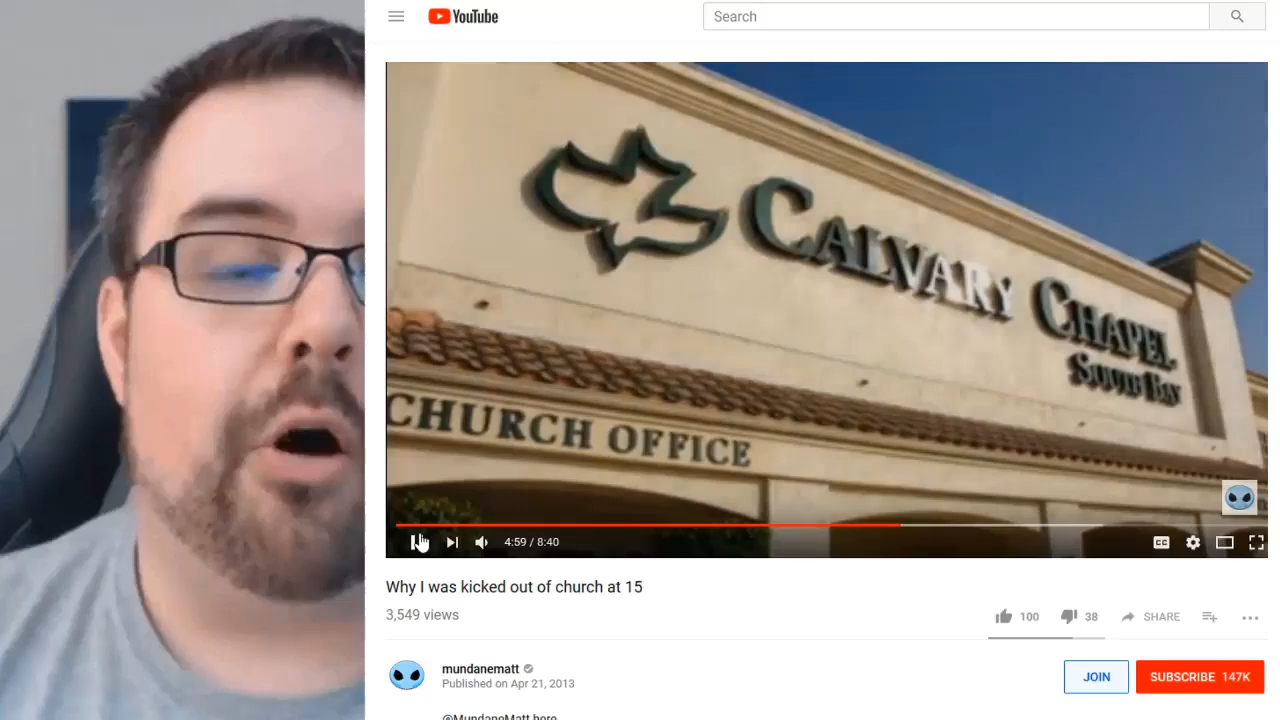 YouTube
Search
CALVARY CHAPEL
SOUTH BAY
CHURCH OFFICE
4:59 / 8:40
CC
Why I was kicked out of church at 15
3,549 views
100
38
SHARE
mundanematt
Published on Apr 21, 2013
JOIN
SUBSCRIBE 147K
@MundaneMatt here